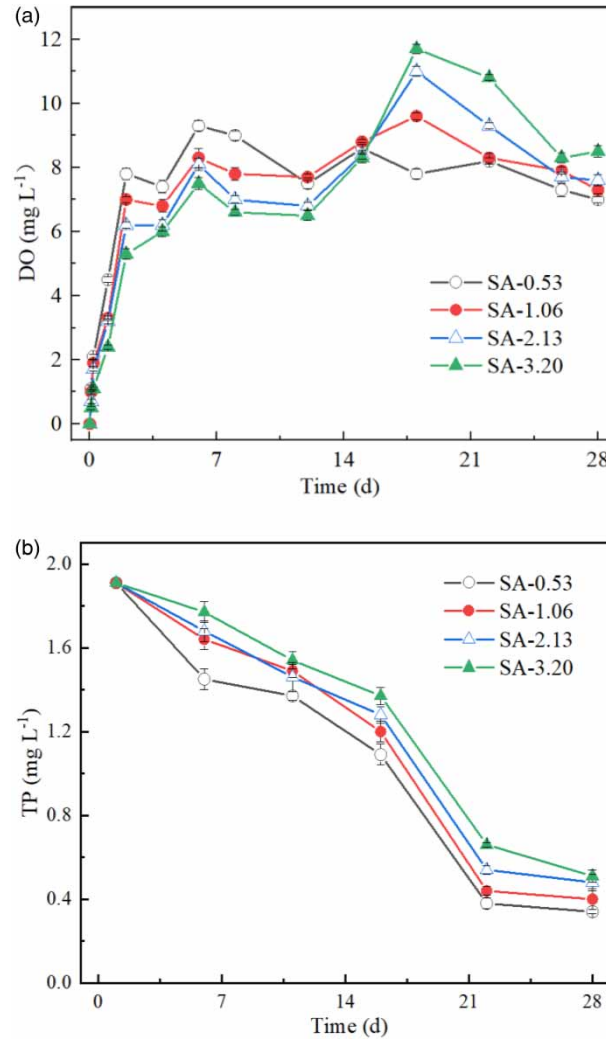 (a)
12
10
8
6
4
2
0
DO (mg L⁻¹)
SA-0.53
SA-1.06
SA-2.13
SA-3.20
0 7 14 21 28
Time (d)
(b)
2.0
1.6
1.2
0.8
0.4
0.0
TP (mg L⁻¹)
SA-0.53
SA-1.06
SA-2.13
SA-3.20
0 7 14 21 28
Time (d)